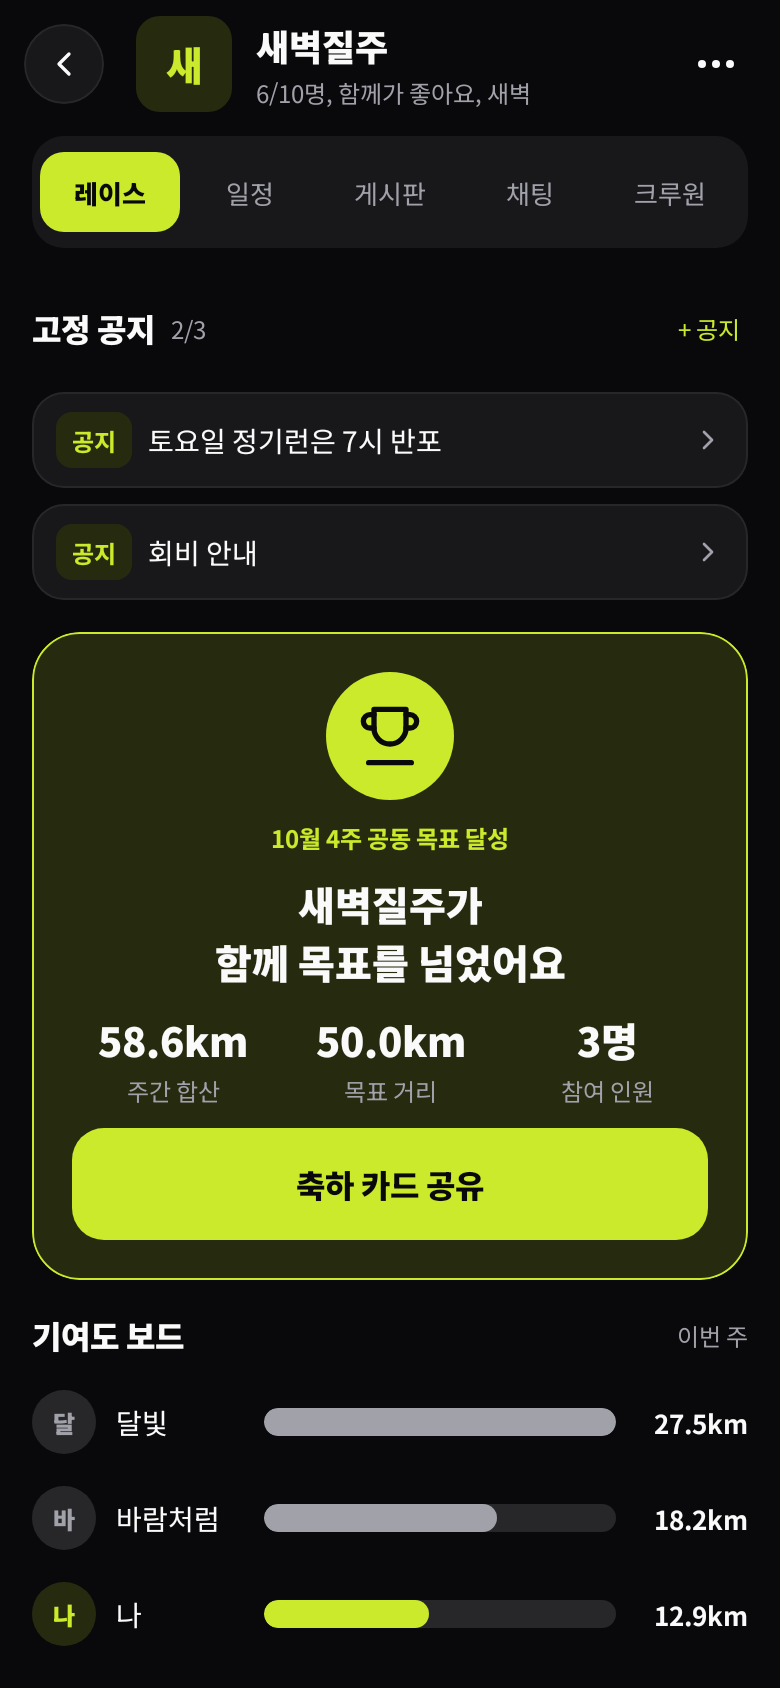 새
새벽질주
6/10명, 함께가 좋아요, 새벽
레이스 일정 게시판 채팅 크루원
고정 공지 2/3 + 공지
공지 토요일 정기런은 7시 반포
공지 회비 안내
10월 4주 공동 목표 달성
새벽질주가
함께 목표를 넘었어요
58.6km 50.0km 3명
주간 합산 목표 거리 참여 인원
축하 카드 공유
기여도 보드 이번 주
달 달빛 27.5km
바 바람처럼 18.2km
나 나 12.9km